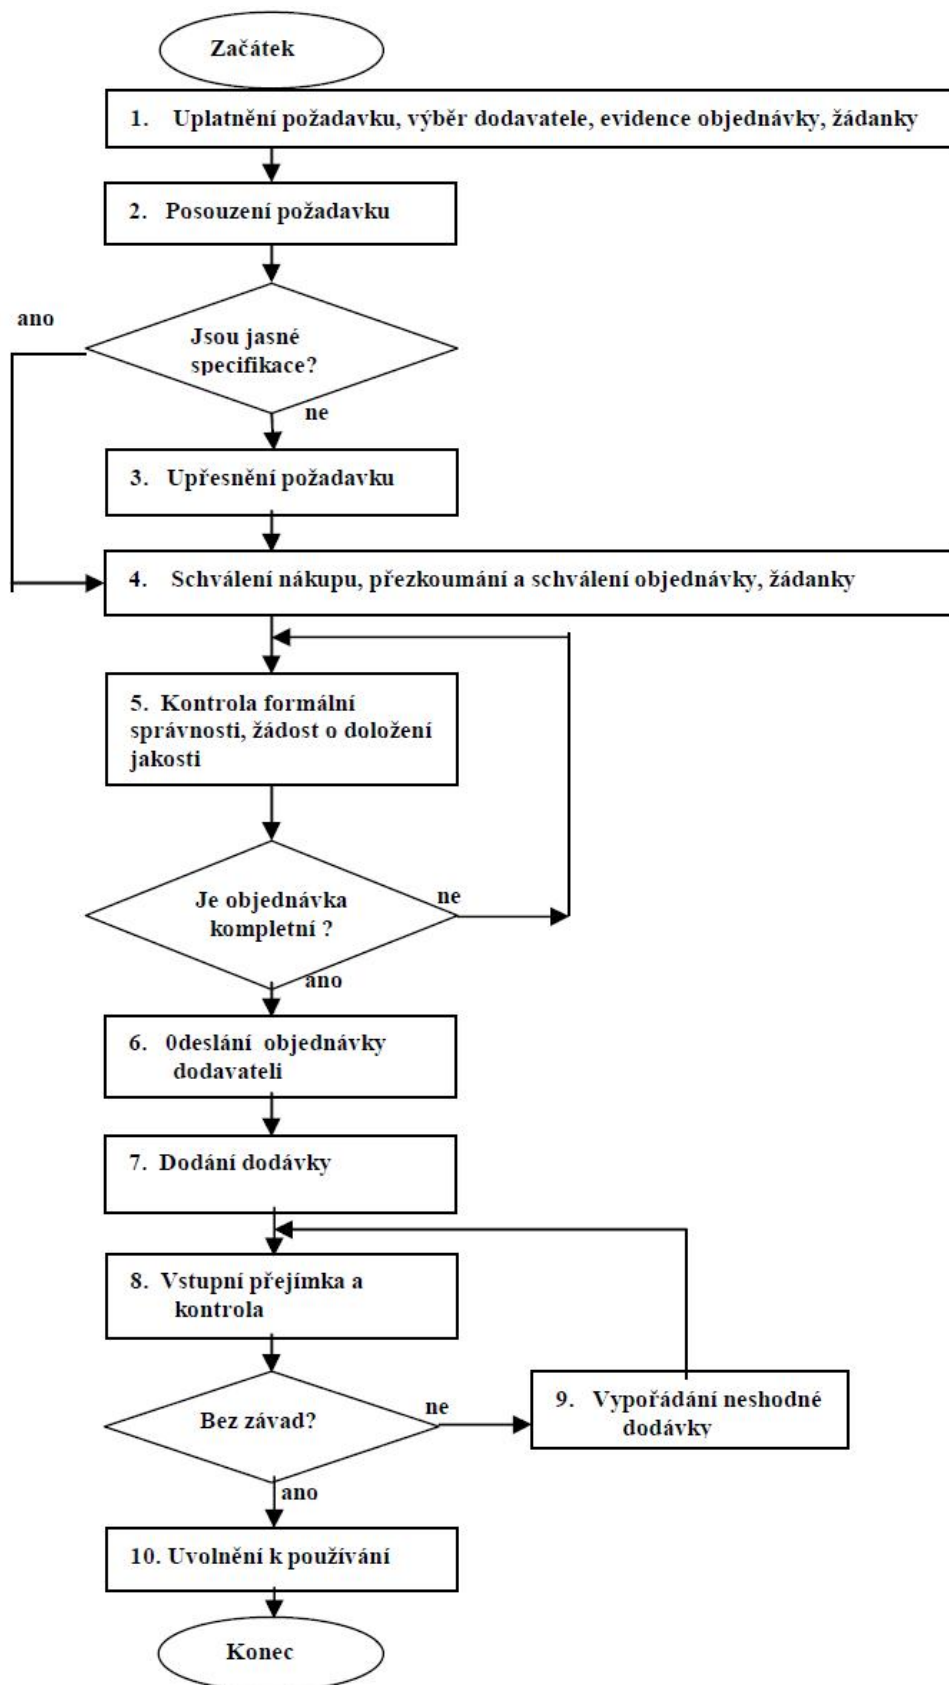 Začátek
1. Uplatnění požadavku, výběr dodavatele, evidence objednávky, žádanky
2. Posouzení požadavku
ano
Jsou jasné
specifikace?
ne
3. Upřesnění požadavku
4. Schválení nákupu, přezkoumání a schválení objednávky, žádanky
5. Kontrola formální
správnosti, žádost o doložení
jakosti
Je objednávka
kompletní ?
ne
ano
6. 0deslání objednávky
dodavateli
7. Dodání dodávky
8. Vstupní přejímka a
kontrola
Bez závad?
ne
9. Vypořádání neshodné
dodávky
ano
10. Uvolnění k používání
Konec